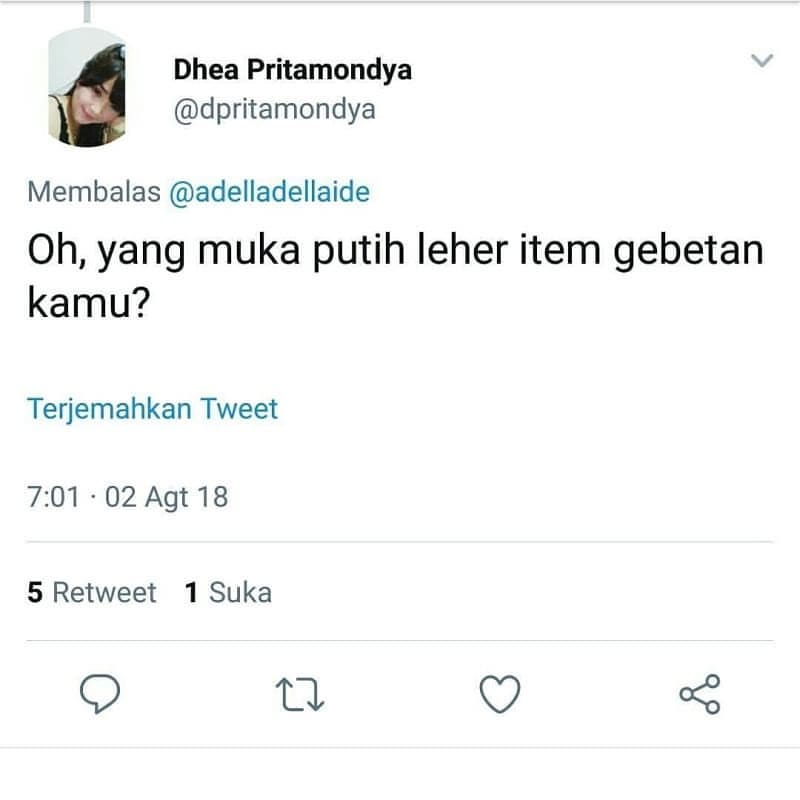 Dhea Pritamondya
@dpritamondya
Membalas @adelladellaide
Oh, yang muka putih leher item gebetan
kamu?
Terjemahkan Tweet
7:01 · 02 Agt 18
5 Retweet 1 Suka